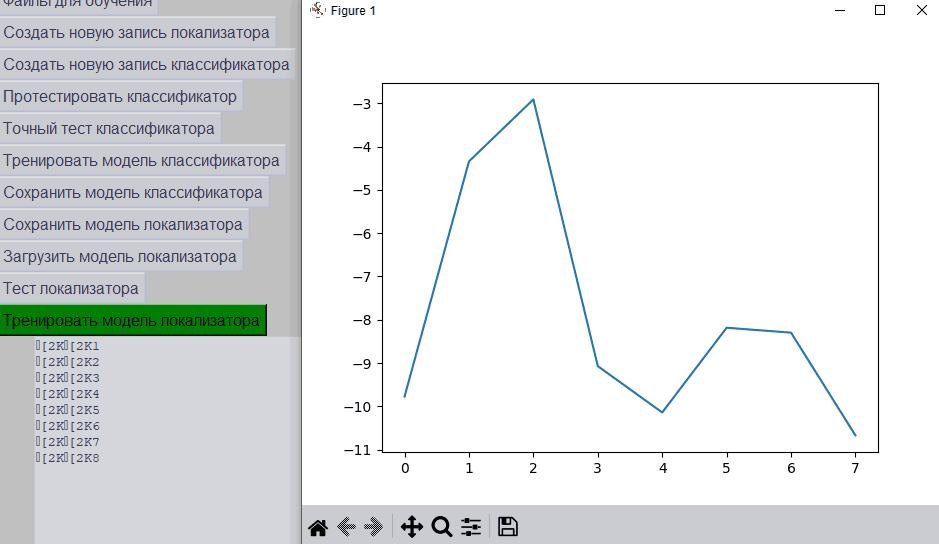 Файлы для обучения
Создать новую запись локализатора
Создать новую запись классификатора
Протестировать классификатор
Точный тест классификатора
Тренировать модель классификатора
Сохранить модель классификатора
Сохранить модель локализатора
Загрузить модель локализатора
Тест локализатора
Тренировать модель локализатора
[2K[2K1
[2K[2K2
[2K[2K3
[2K[2K4
[2K[2K5
[2K[2K6
[2K[2K7
[2K[2K8
Figure 1
−3
−4
−5
−6
−7
−8
−9
−10
−11
0 1 2 3 4 5 6 7